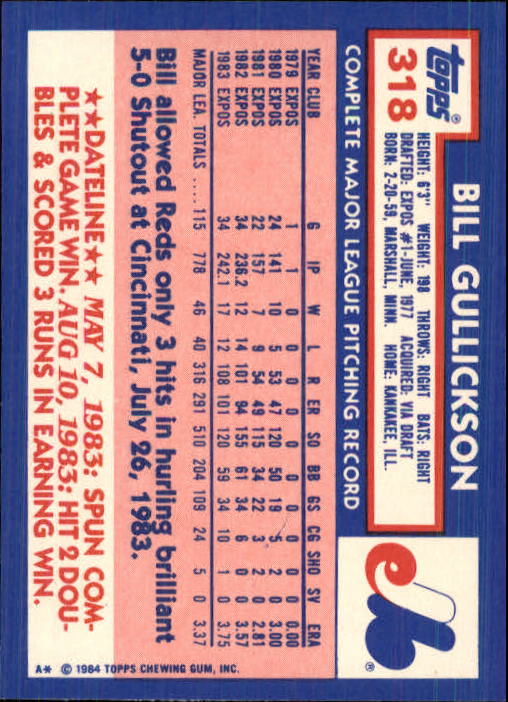 topps®
318
BILL GULLICKSON
HEIGHT: 6'3" WEIGHT: 198 THROWS: RIGHT BATS: RIGHT
DRAFTED: EXPOS #1-JUNE, 1977 ACQUIRED: VIA DRAFT
BORN: 2-20-59, MARSHALL, MINN. HOME: KANKAKEE, ILL.
COMPLETE MAJOR LEAGUE PITCHING RECORD
YEAR CLUB G IP W L R ER SO BB GS CG SHO SV ERA
1979 EXPOS 1 1 0 0 0 0 0 0 0 0 0 0 0.00
1980 EXPOS 24 141 10 5 53 47 120 50 19 5 2 0 3.00
1981 EXPOS 22 157 7 9 54 49 115 34 22 3 2 0 2.81
1982 EXPOS 34 236.2 12 14 101 94 155 61 34 6 0 0 3.57
1983 EXPOS 34 242.1 17 12 108 101 120 59 34 10 1 0 3.75
MAJOR LEA. TOTALS .... 115 778 46 40 316 291 510 204 109 24 5 0 3.37
Bill allowed Reds only 3 hits in hurling brilliant
5-0 Shutout at Cincinnati, July 26, 1983.
★★DATELINE★★ MAY 7, 1983: SPUN COM-
PLETE GAME WIN. AUG 10, 1983: HIT 2 DOU-
BLES & SCORED 3 RUNS IN EARNING WIN.
A* © 1984 TOPPS CHEWING GUM, INC.